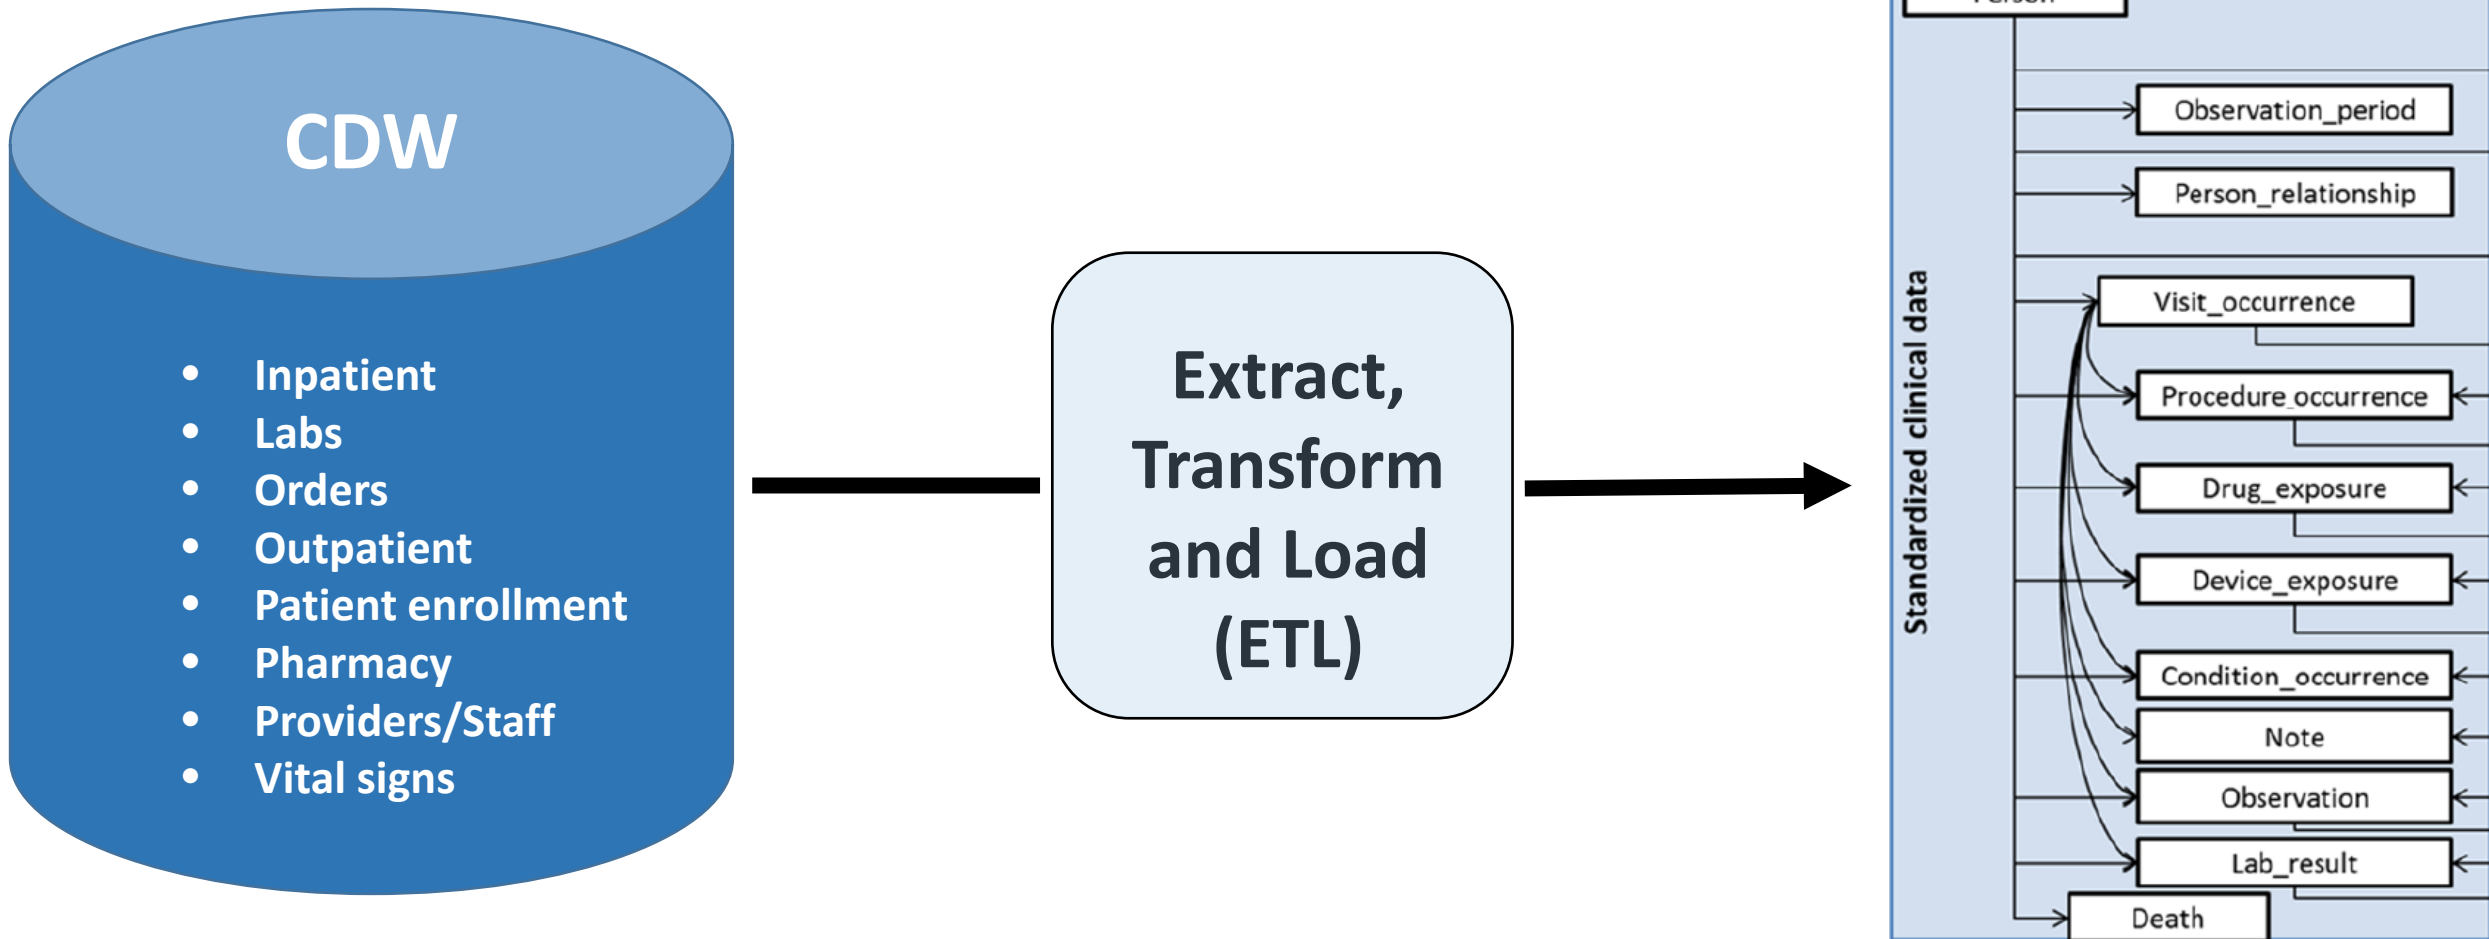 CDW
• Inpatient
• Labs
• Orders
• Outpatient
• Patient enrollment
• Pharmacy
• Providers/Staff
• Vital signs
Extract,
Transform
and Load
(ETL)
Standardized clinical data
Person
Observation_period
Person_relationship
Visit_occurrence
Procedure_occurrence
Drug_exposure
Device_exposure
Condition_occurrence
Note
Observation
Lab_result
Death